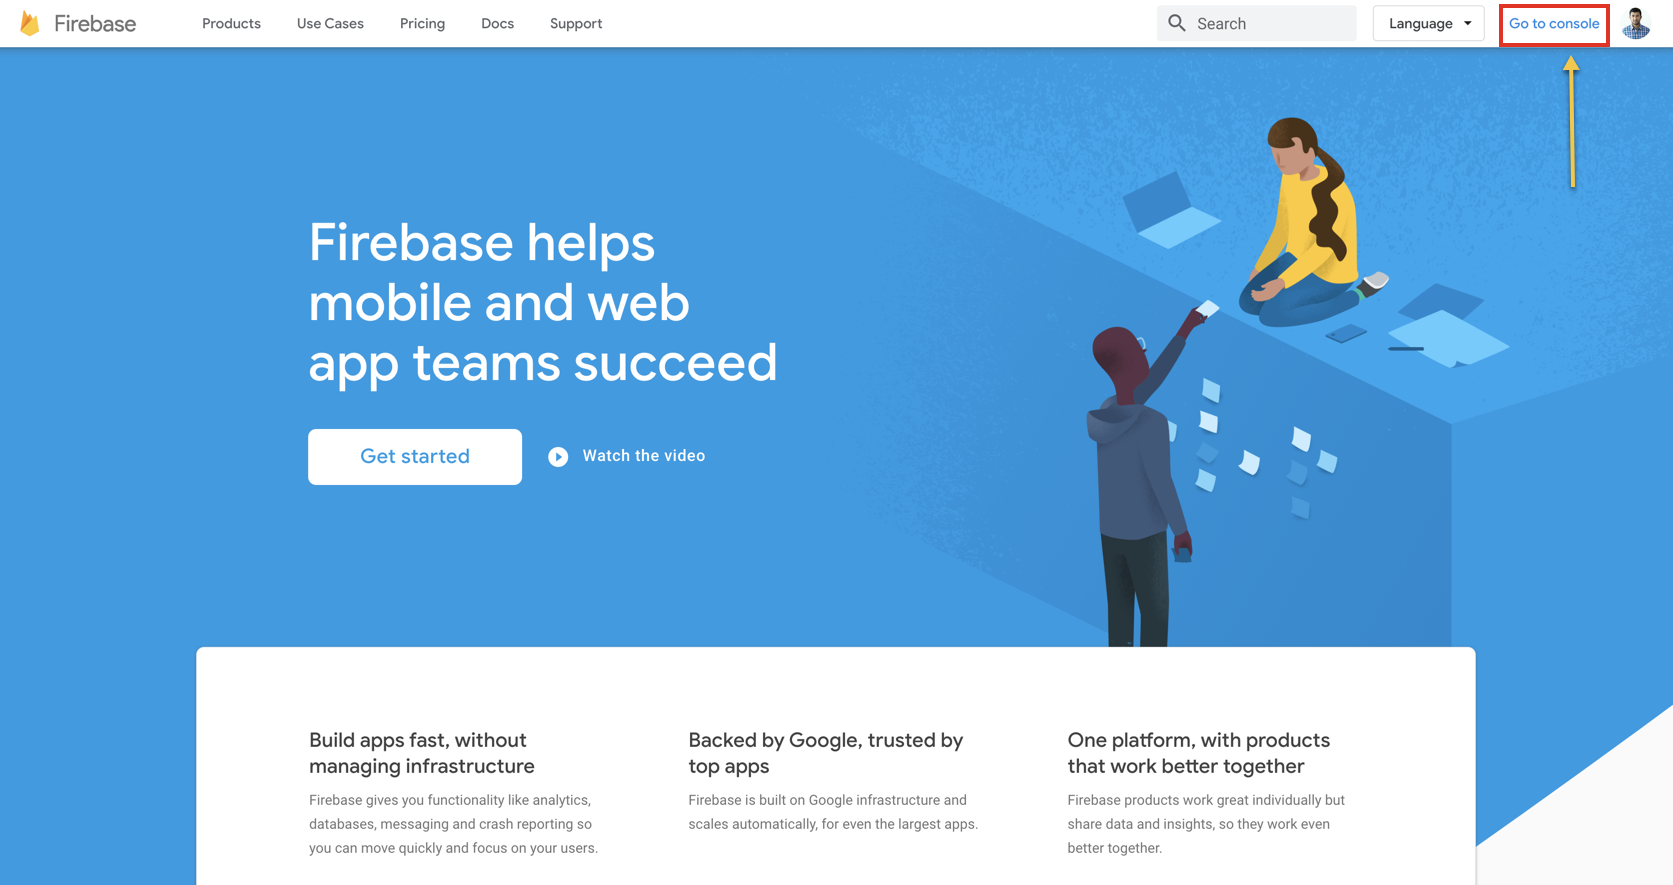 Firebase
Products
Use Cases
Pricing
Docs
Support
Search
Language
Go to console
Firebase helps
mobile and web
app teams succeed
Get started
Watch the video
Build apps fast, without
managing infrastructure
Firebase gives you functionality like analytics,
databases, messaging and crash reporting so
you can move quickly and focus on your users.
Backed by Google, trusted by
top apps
Firebase is built on Google infrastructure and
scales automatically, for even the largest apps.
One platform, with products
that work better together
Firebase products work great individually but
share data and insights, so they work even
better together.